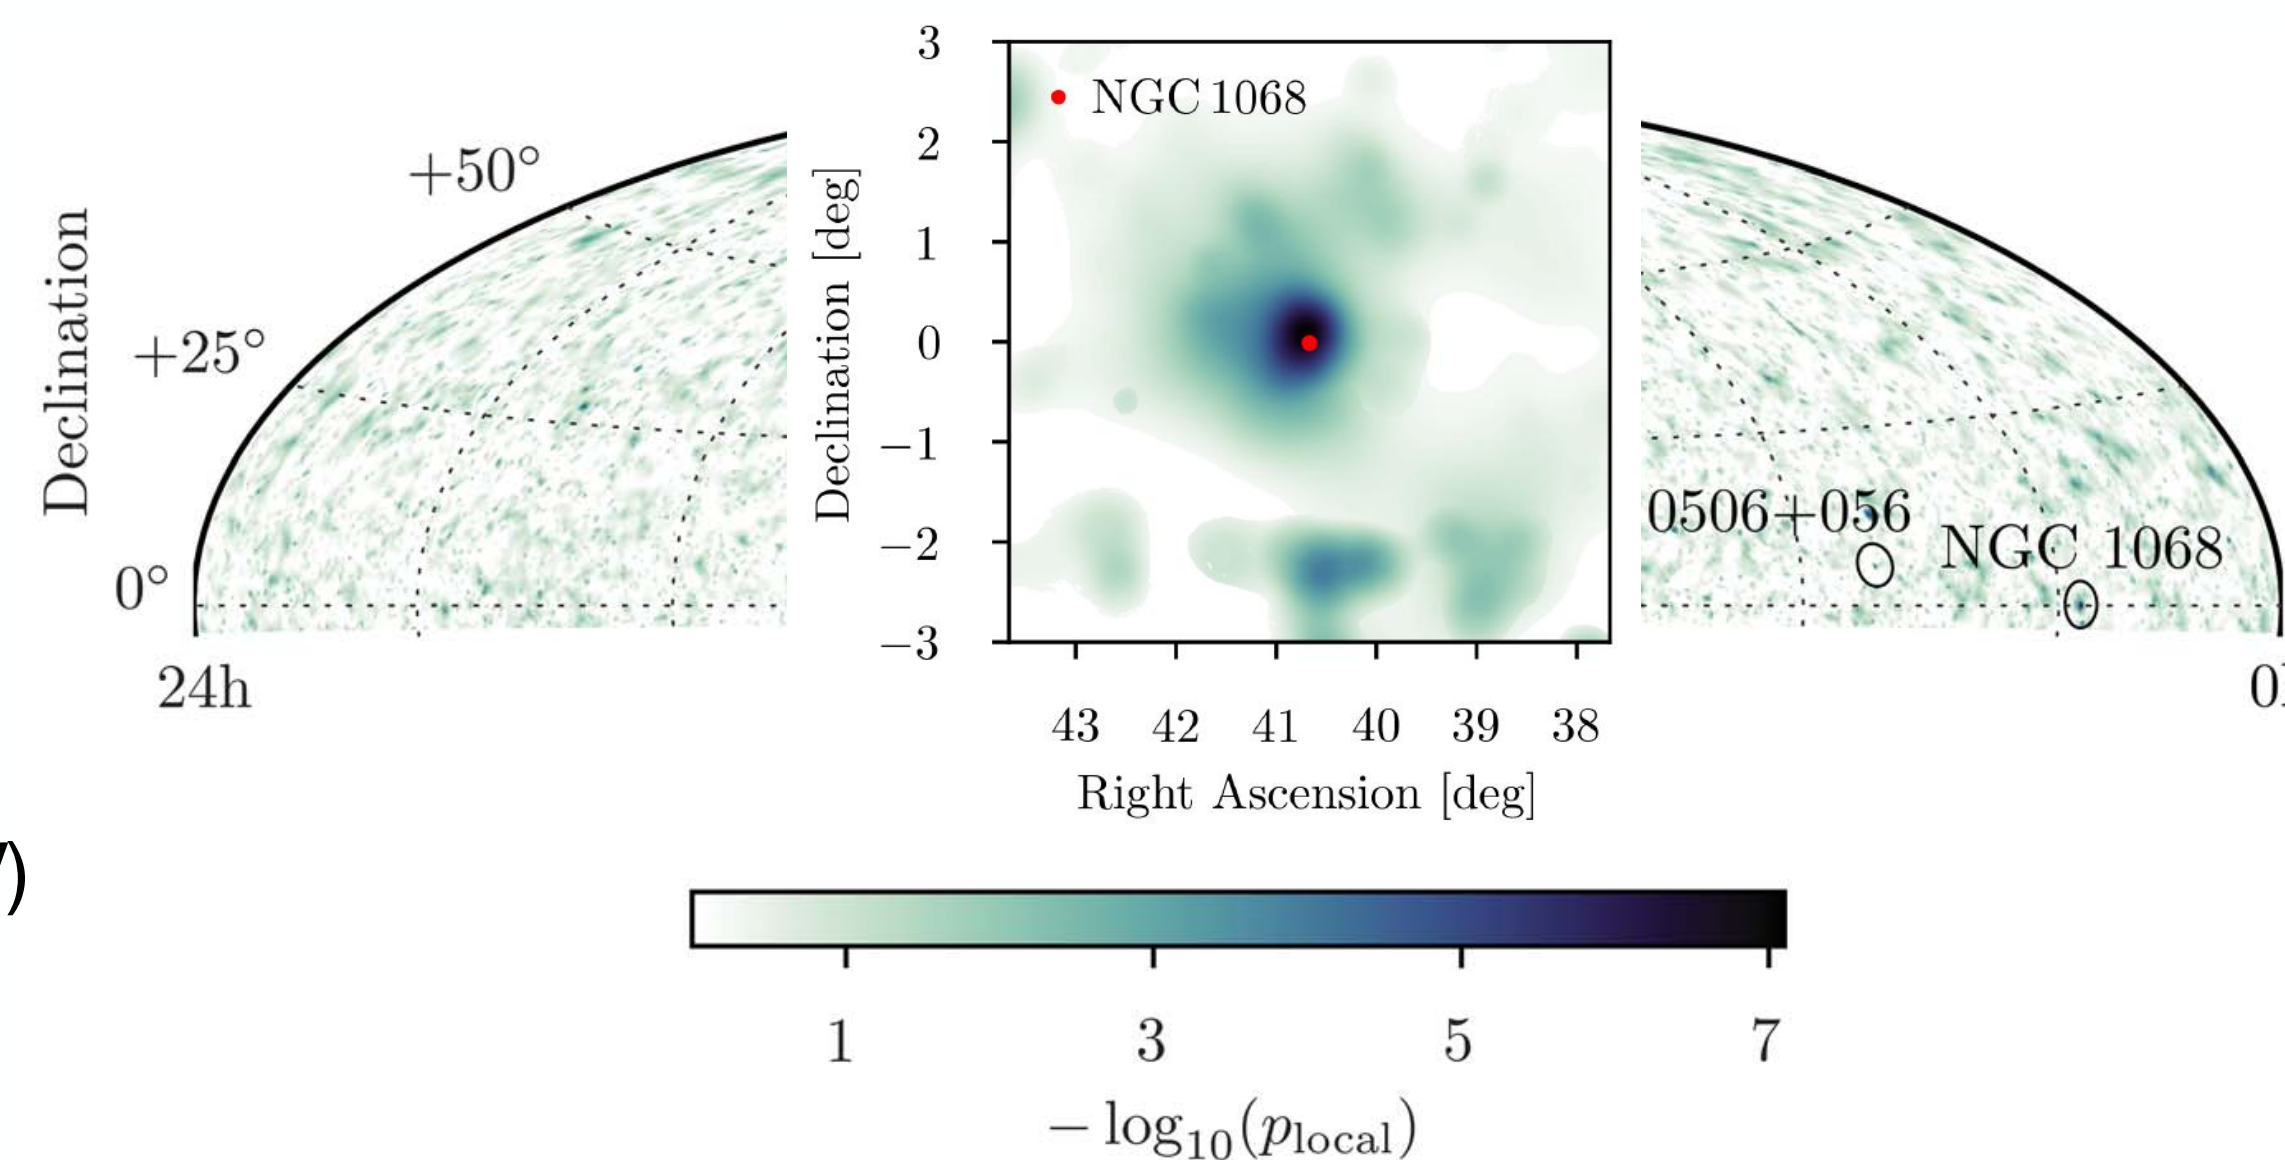 3
NGC 1068
2
+50°
1
Declination [deg]
Declination
0
+25°
−1
0506+056
NGC 1068
−2
0°
−3
24h
43 42 41 40 39 38
Right Ascension [deg]
)
1 3 5 7
− log₁₀(p_local)